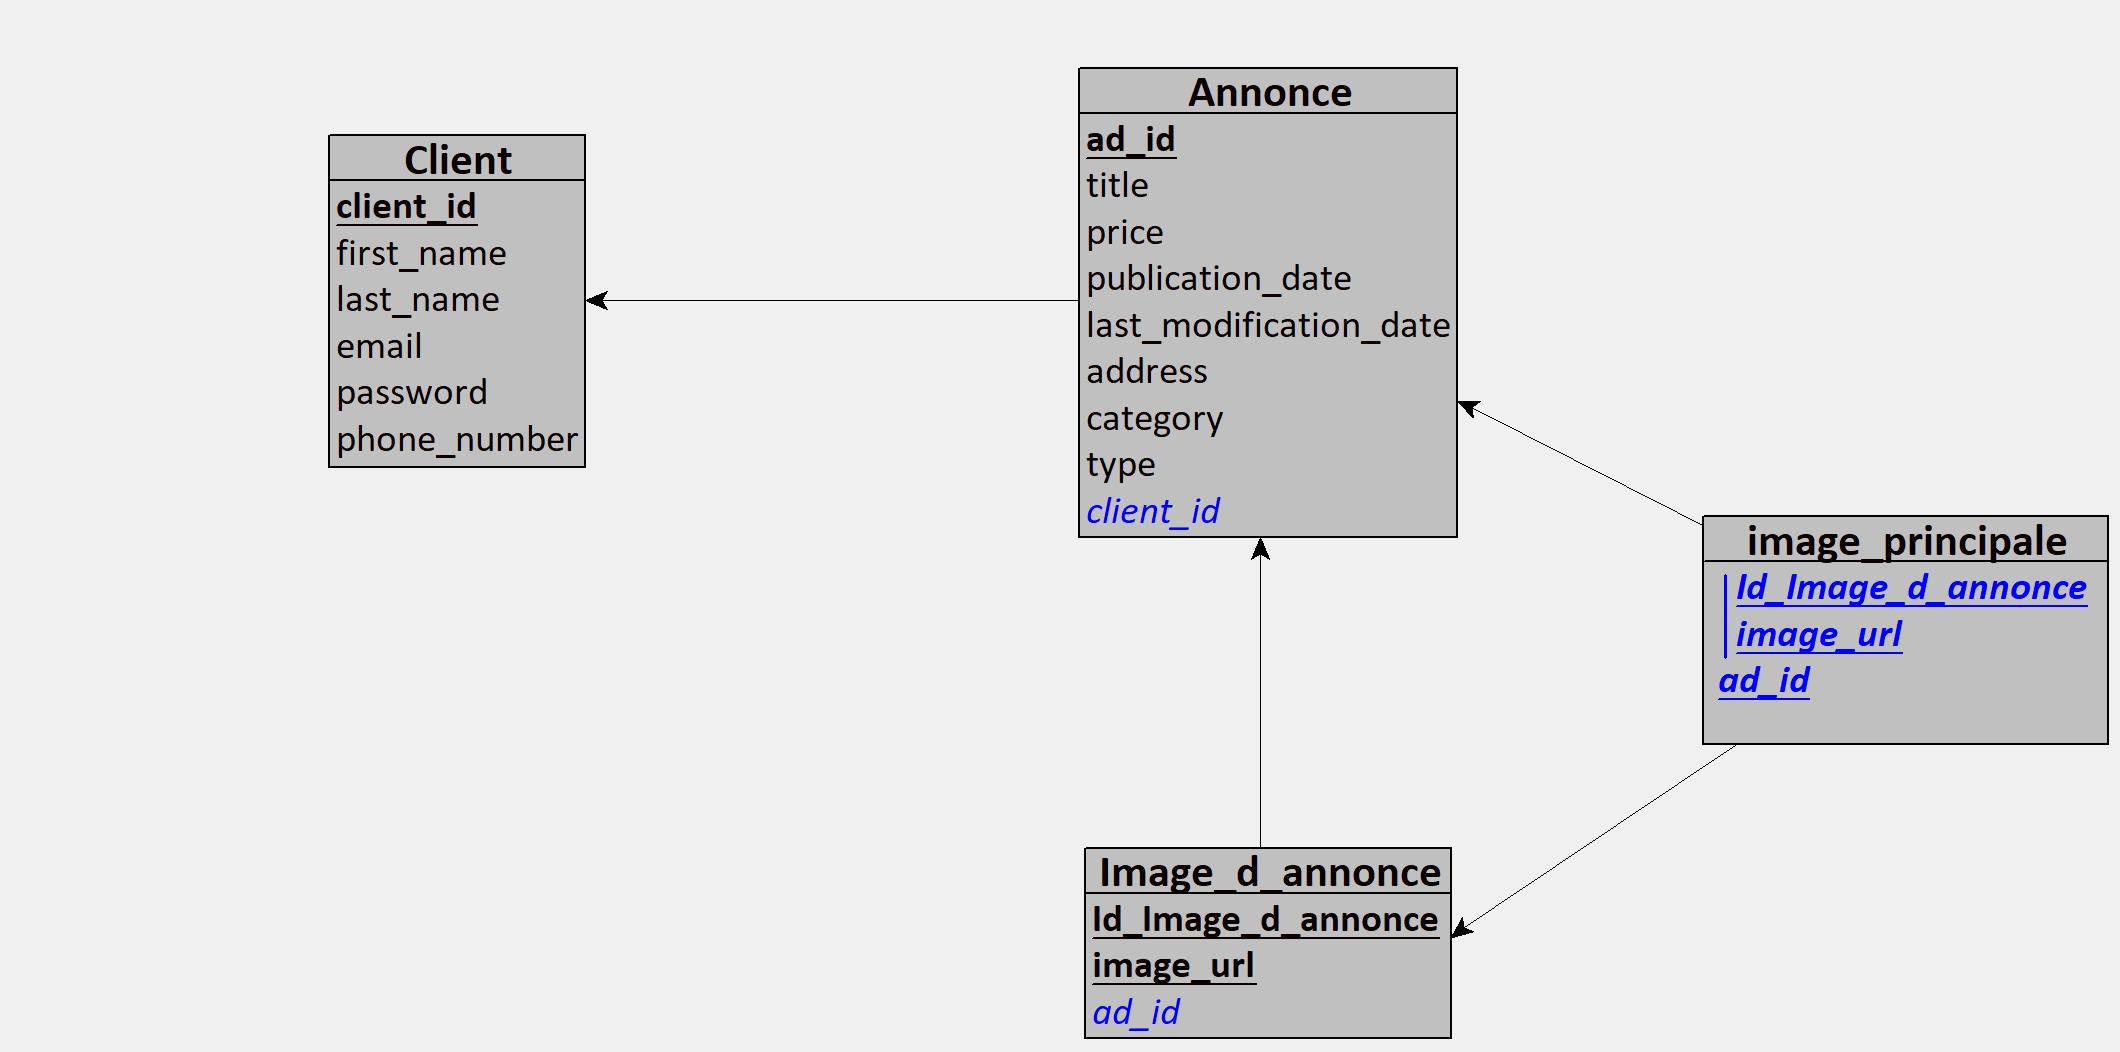 Client
client_id
first_name
last_name
email
password
phone_number
Annonce
ad_id
title
price
publication_date
last_modification_date
address
category
type
client_id
image_principale
Id_Image_d_annonce
image_url
ad_id
Image_d_annonce
Id_Image_d_annonce
image_url
ad_id